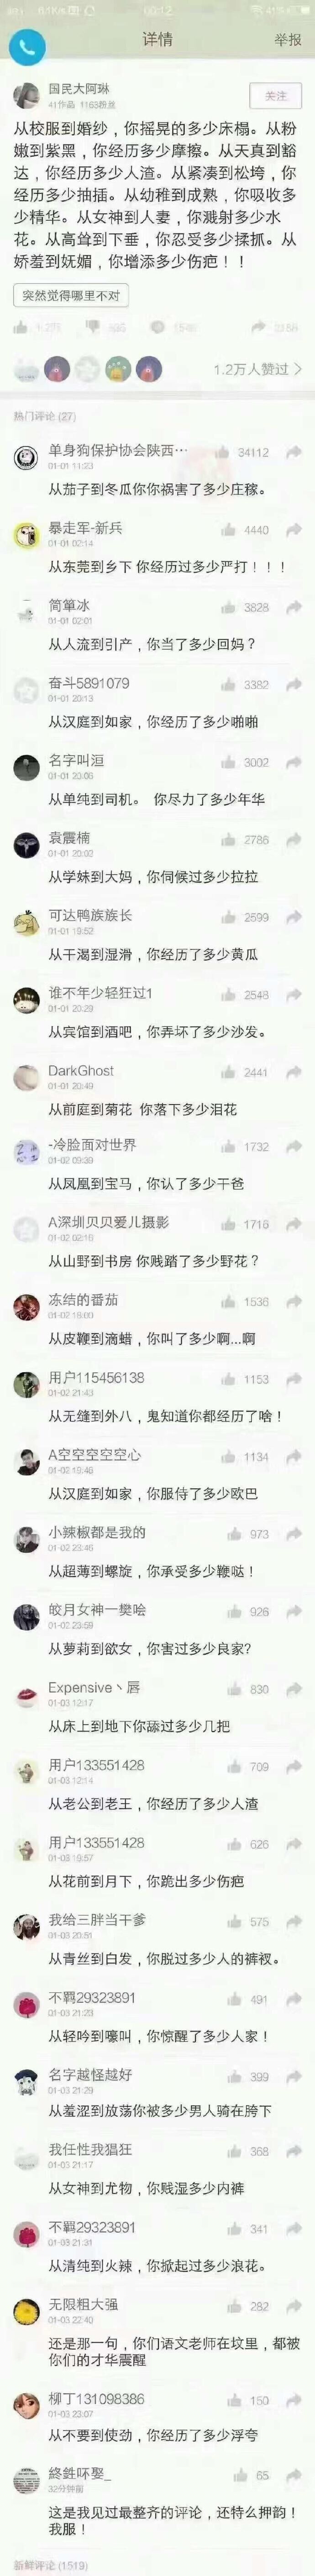 00:12
详情
举报
国民大阿琳
41作品 1163粉丝
关注
从校服到婚纱，你摇晃的多少床榻。从粉
嫩到紫黑，你经历多少摩擦。从天真到豁
达，你经历多少人渣。从紧凑到松垮，你
经历多少抽插。从幼稚到成熟，你吸收多
少精华。从女神到人妻，你溅射多少水
花。从高耸到下垂，你忍受多少揉抓。从
娇羞到妩媚，你增添多少伤疤！！
突然觉得哪里不对
1.2万人赞过
热门评论 (27)
单身狗保护协会陕西… 34112
01-01 11:23
从茄子到冬瓜你你祸害了多少庄稼。
暴走军-新兵 4440
01-01 02:14
从东莞到乡下 你经历过多少严打！！！
简箪冰 3828
01-01 02:01
从人流到引产，你当了多少回妈？
奋斗5891079 3382
01-01 20:13
从汉庭到如家，你经历了多少啪啪
名字叫洹 3002
01-01 20:06
从单纯到司机。 你尽力了多少年华
袁震楠 2786
01-01 20:02
从学妹到大妈，你伺候过多少拉拉
可达鸭族族长 2699
01-01 19:52
从干渴到湿滑，你经历了多少黄瓜
谁不年少轻狂过1 2548
01-01 20:29
从宾馆到酒吧，你弄坏了多少沙发。
DarkGhost 2441
01-01 20:49
从前庭到菊花 你落下多少泪花
-冷脸面对世界 1732
01-02 09:39
从凤凰到宝马，你认了多少干爸
A深圳贝贝爱儿摄影 1716
01-02 02:16
从山野到书房 你贱踏了多少野花？
冻结的番茄 1536
01-02 18:00
从皮鞭到滴蜡，你叫了多少啊...啊
用户115456138 1153
01-02 21:43
从无缝到外八，鬼知道你都经历了啥！
A空空空空空心 1134
01-02 19:46
从汉庭到如家，你服侍了多少欧巴
小辣椒都是我的 973
01-02 23:46
从超薄到螺旋，你承受多少鞭哒！
皎月女神一樊哙 926
01-02 23:59
从萝莉到欲女，你害过多少良家?
Expensive丶唇 830
01-03 12:17
从床上到地下你舔过多少几把
用户133551428 709
01-03 12:14
从老公到老王，你经历了多少人渣
用户133551428 626
01-03 19:57
从花前到月下，你跪出多少伤疤
我给三胖当干爹 575
01-03 20:51
从青丝到白发，你脱过多少人的裤衩。
不羁29323891 491
01-03 21:23
从轻吟到嚎叫，你惊醒了多少人家！
名字越怪越好 399
01-03 21:29
从羞涩到放荡你被多少男人骑在胯下
我任性我猖狂 368
01-03 21:17
从女神到尤物，你贱湿多少内裤
不羁29323891 341
01-03 21:31
从清纯到火辣，你掀起过多少浪花。
无限粗大强 282
01-03 22:40
还是那一句，你们语文老师在坟里，都被
你们的才华震醒
柳丁131098386 150
01-03 23:07
从不要到使劲，你经历了多少浮夸
65
32分钟前
这是我见过最整齐的评论，还特么押韵！
我服！
新鲜评论 (1519)